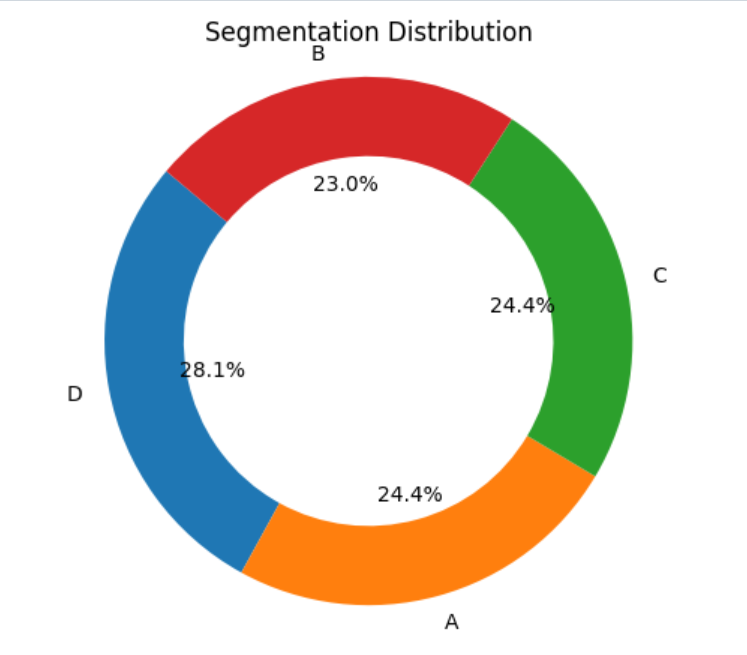 Segmentation Distribution
B
23.0%
C
24.4%
28.1%
D
24.4%
A